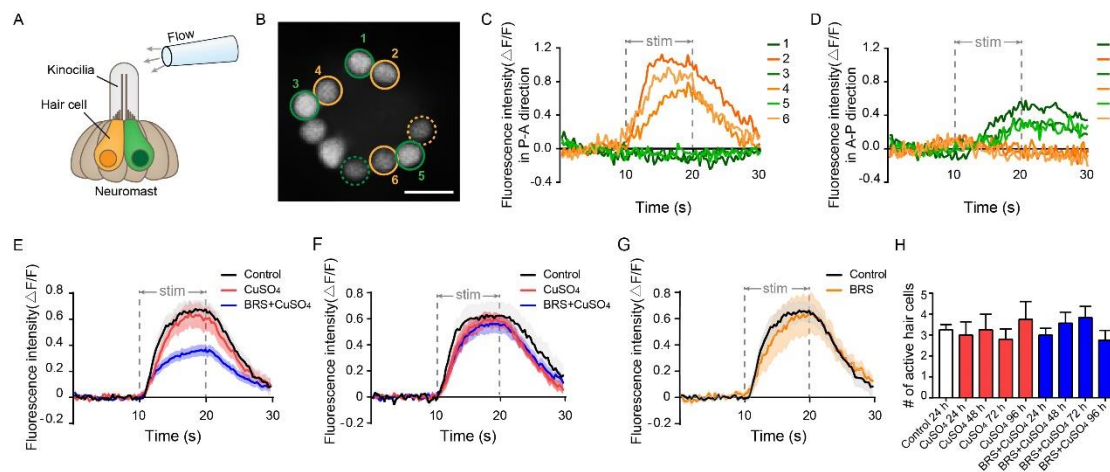 A
Flow
Kinocilia
Hair cell
Neuromast
B
1
2
3
4
5
6
C
Fluorescence intensity(△F/F)
in P-A direction
stim
1.2
0.8
0.4
0.0
-0.4
10
20
30
Time (s)
1
2
3
4
5
6
D
Fluorescence intensity(△F/F)
in A-P direction
stim
1.2
0.8
0.4
0.0
-0.4
10
20
30
Time (s)
1
2
3
4
5
6
E
Fluorescence intensity(△F/F)
stim
0.8
0.6
0.4
0.2
0
-0.2
10
20
30
Time (s)
Control
CuSO₄
BRS+CuSO₄
F
Fluorescence intensity(△F/F)
stim
0.8
0.6
0.4
0.2
0
-0.2
10
20
30
Time (s)
Control
CuSO₄
BRS+CuSO₄
G
Fluorescence intensity(△F/F)
stim
0.8
0.6
0.4
0.2
0
-0.2
10
20
30
Time (s)
Control
BRS
H
# of active hair cells
5
4
3
2
1
0
Control 24 h
CuSO₄ 24 h
CuSO₄ 48 h
CuSO₄ 72 h
CuSO₄ 96 h
BRS+CuSO₄ 24 h
BRS+CuSO₄ 48 h
BRS+CuSO₄ 72 h
BRS+CuSO₄ 96 h